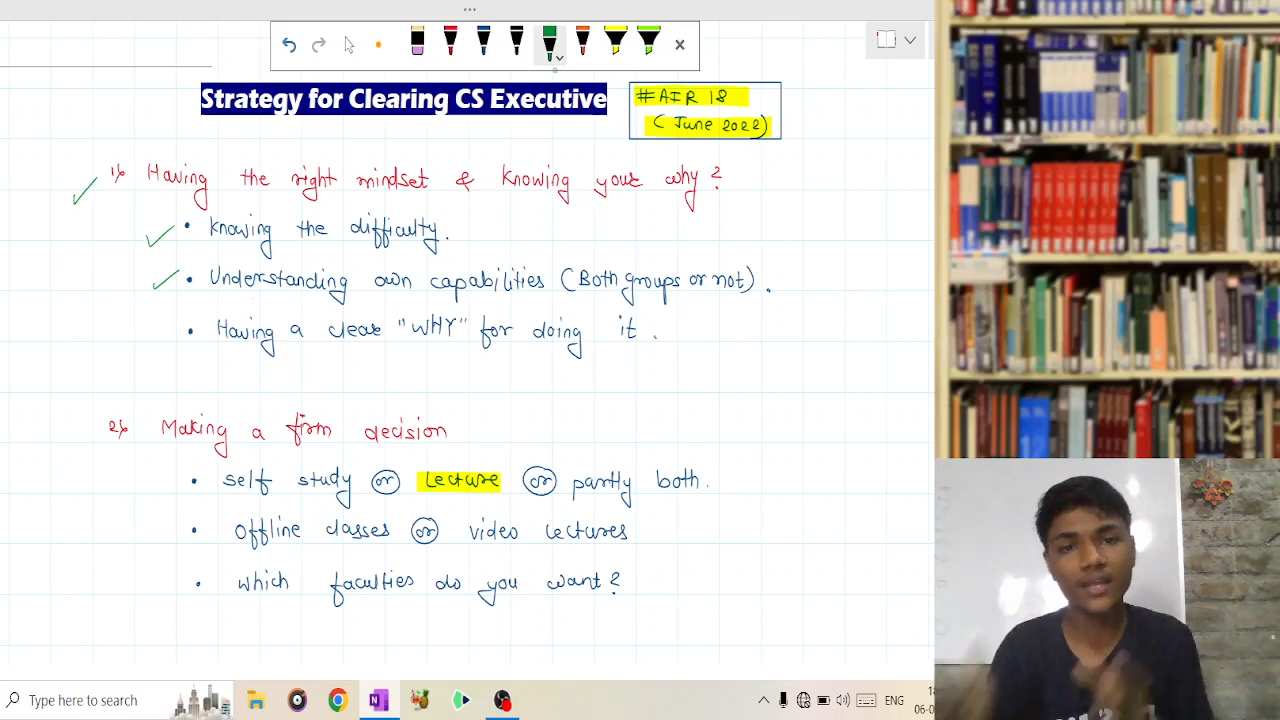 Strategy for Clearing CS Executive
#AIR 18
(June 2022)
1) Having the right mindset & knowing your why?
• Knowing the difficulty.
• Understanding own capabilities (Both groups or not).
• Having a clear "WHY" for doing it.
2) Making a firm decision
• self study or Lecture or partly both.
• offline classes or video lectures
• which faculties do you want?
Type here to search
ENG